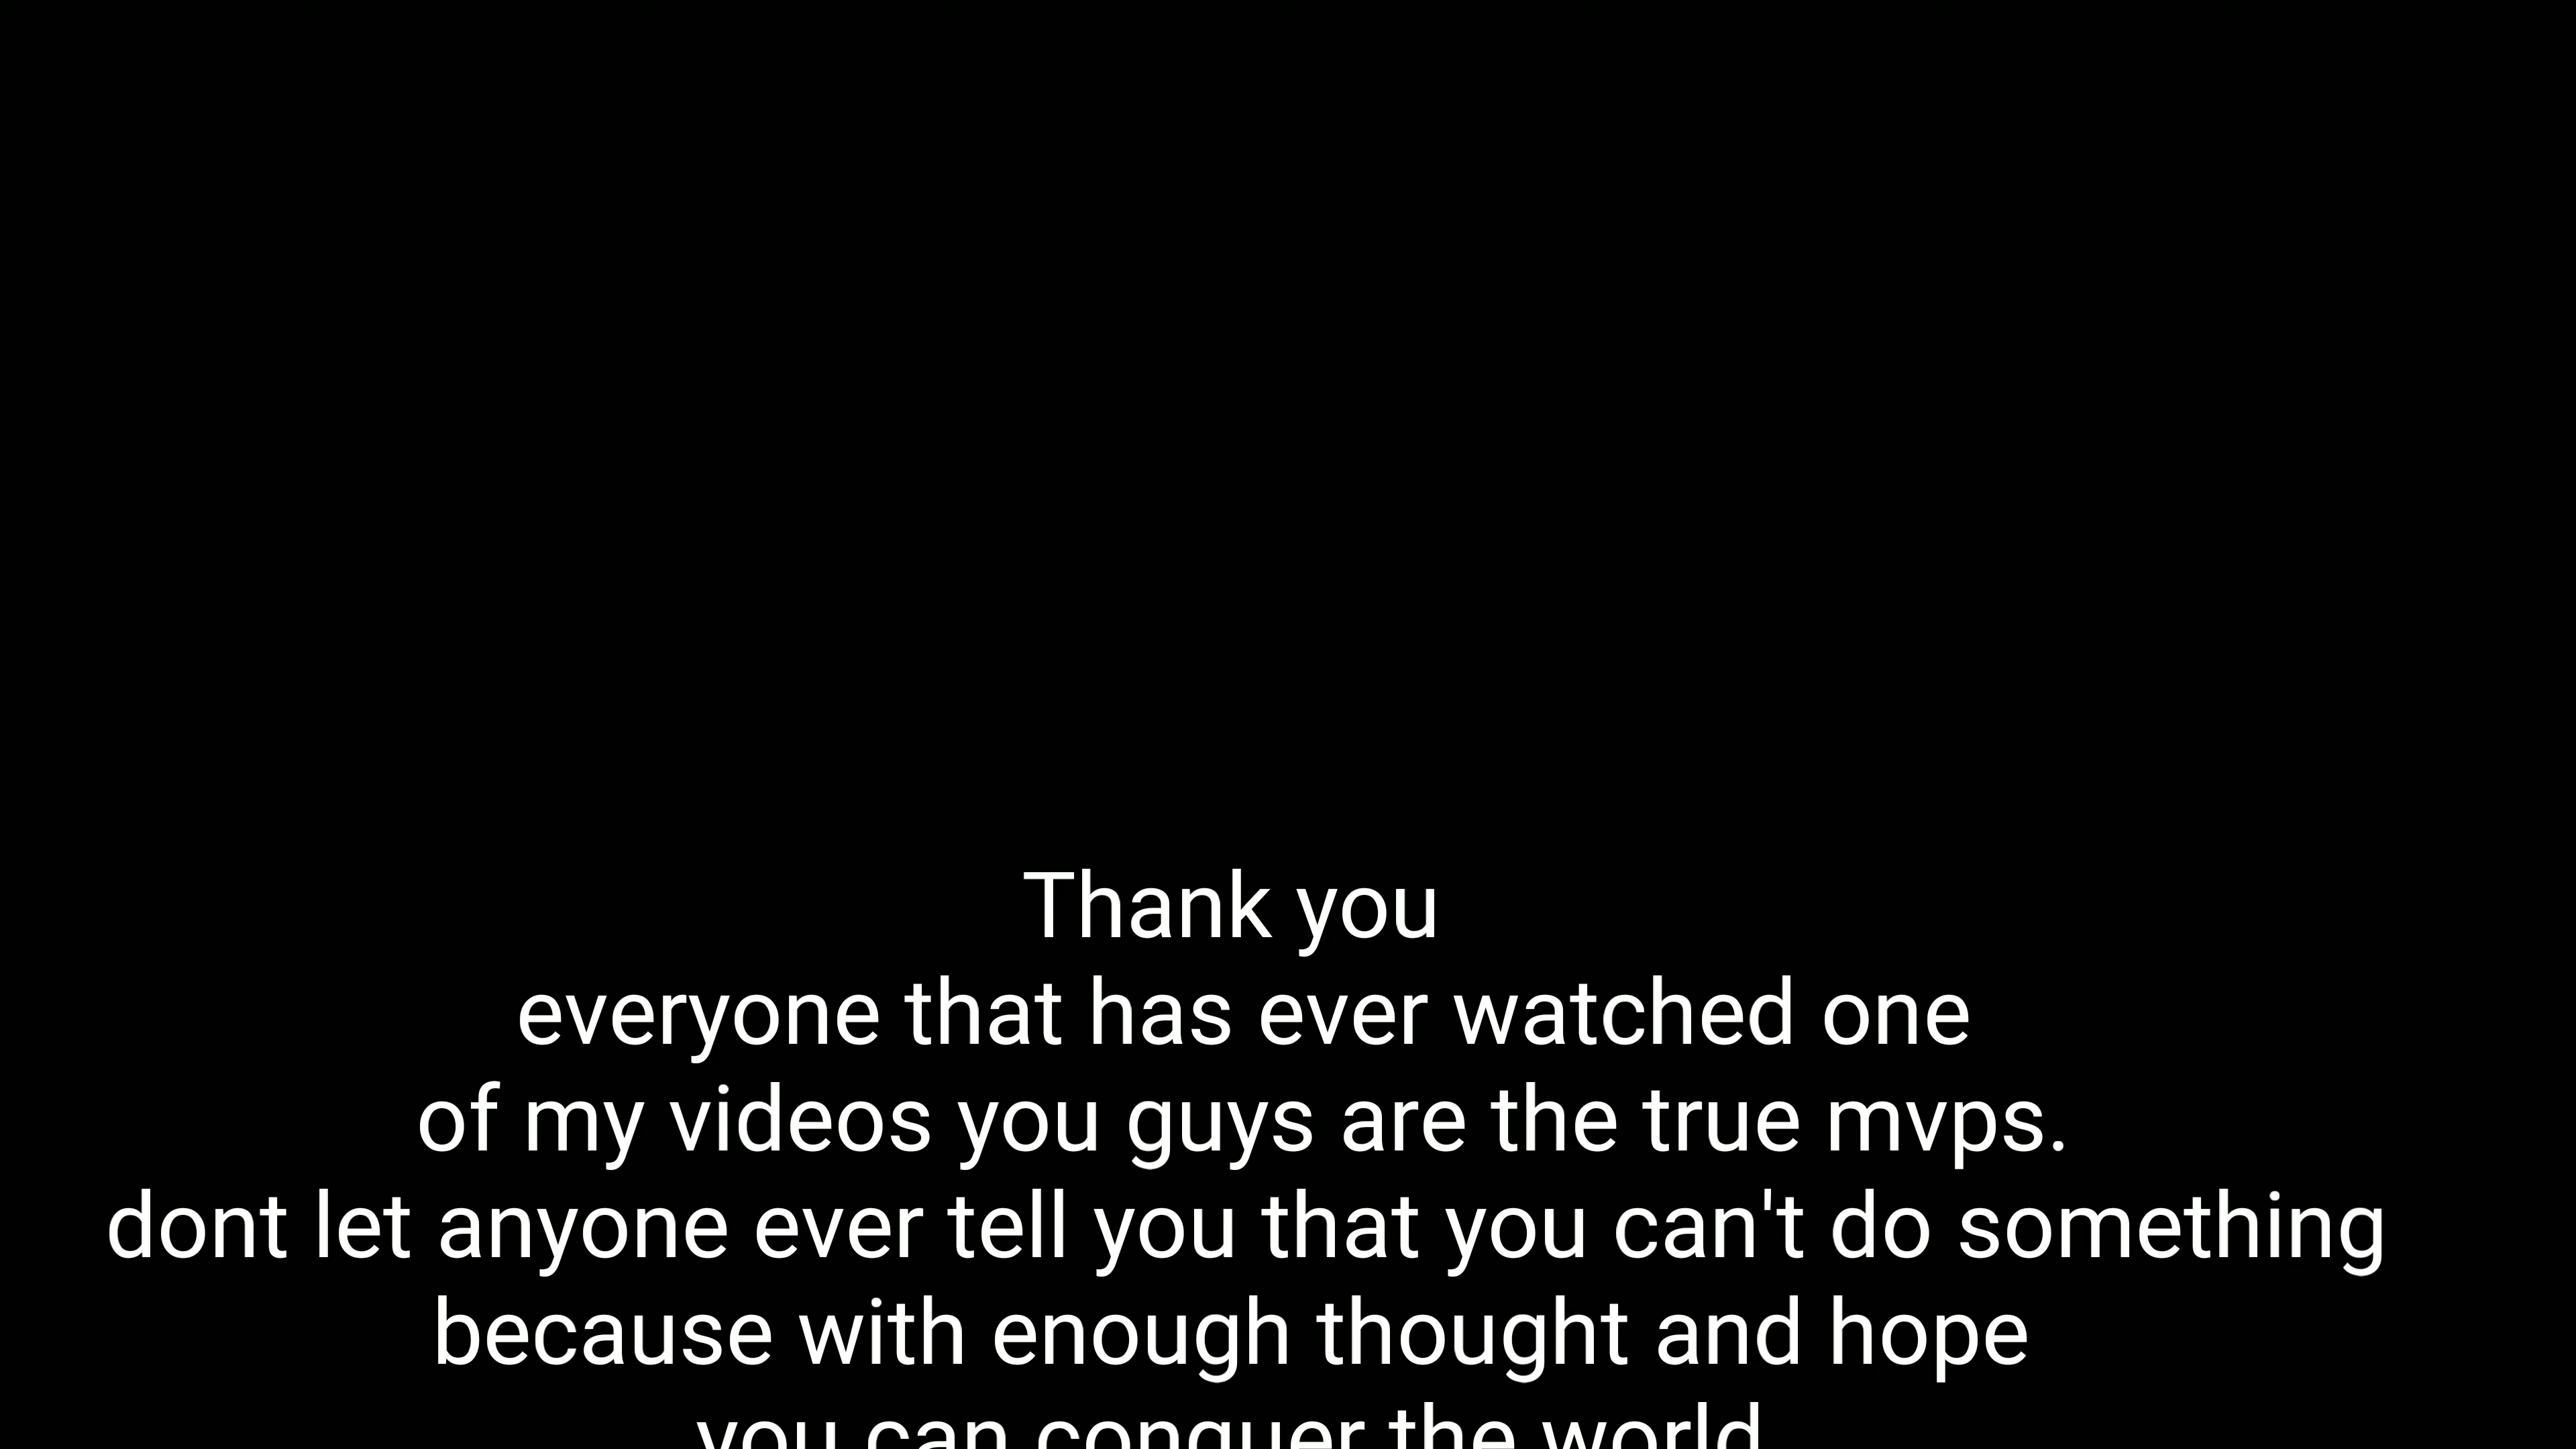 Thank you
everyone that has ever watched one
of my videos you guys are the true mvps.
dont let anyone ever tell you that you can't do something
because with enough thought and hope
you can conquer the world